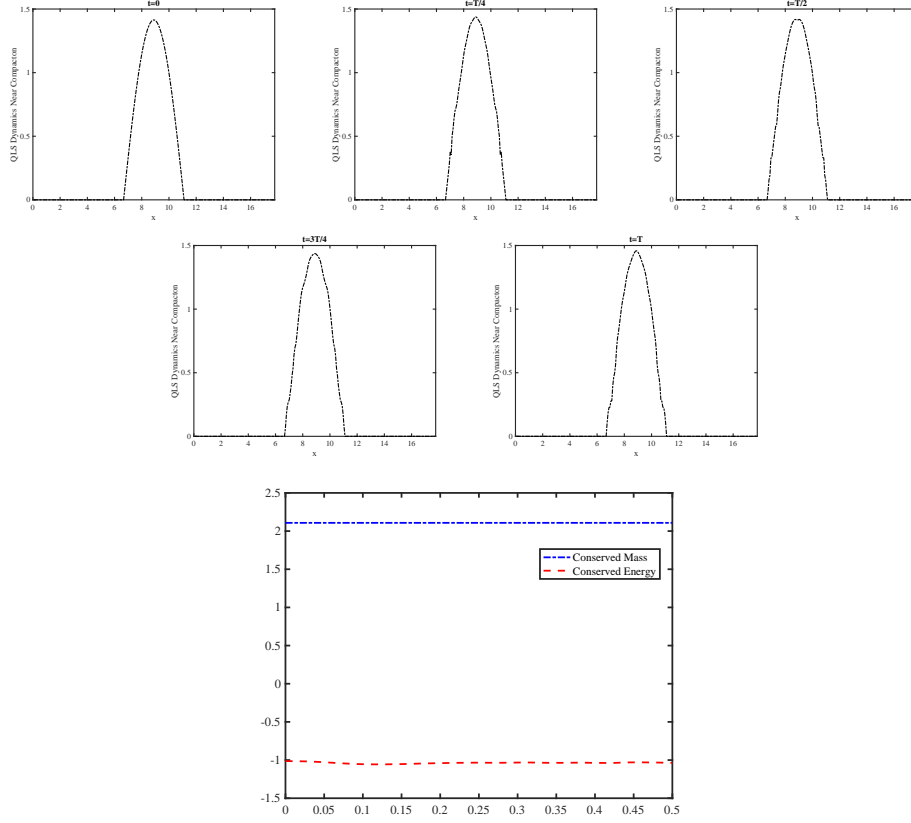 t=0
QLS Dynamics Near Compacton
1.5
1
0.5
0
0 2 4 6 8 10 12 14 16
x
t=T/4
QLS Dynamics Near Compacton
1.5
1
0.5
0
0 2 4 6 8 10 12 14 16
x
t=T/2
QLS Dynamics Near Compacton
1.5
1
0.5
0
0 2 4 6 8 10 12 14 16
x
t=3T/4
QLS Dynamics Near Compacton
1.5
1
0.5
0
0 2 4 6 8 10 12 14 16
x
t=T
QLS Dynamics Near Compacton
1.5
1
0.5
0
0 2 4 6 8 10 12 14 16
x
2.5
2
1.5
1
0.5
0
-0.5
-1
-1.5
0 0.05 0.1 0.15 0.2 0.25 0.3 0.35 0.4 0.45 0.5
Conserved Mass
Conserved Energy